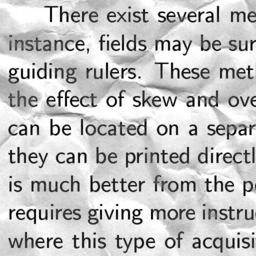 There exist several me
instance, fields may be sur
guiding rulers. These met
the effect of skew and ove
can be located on a separ
they can be printed directl
is much better from the p
requires giving more instru
where this type of acquisi